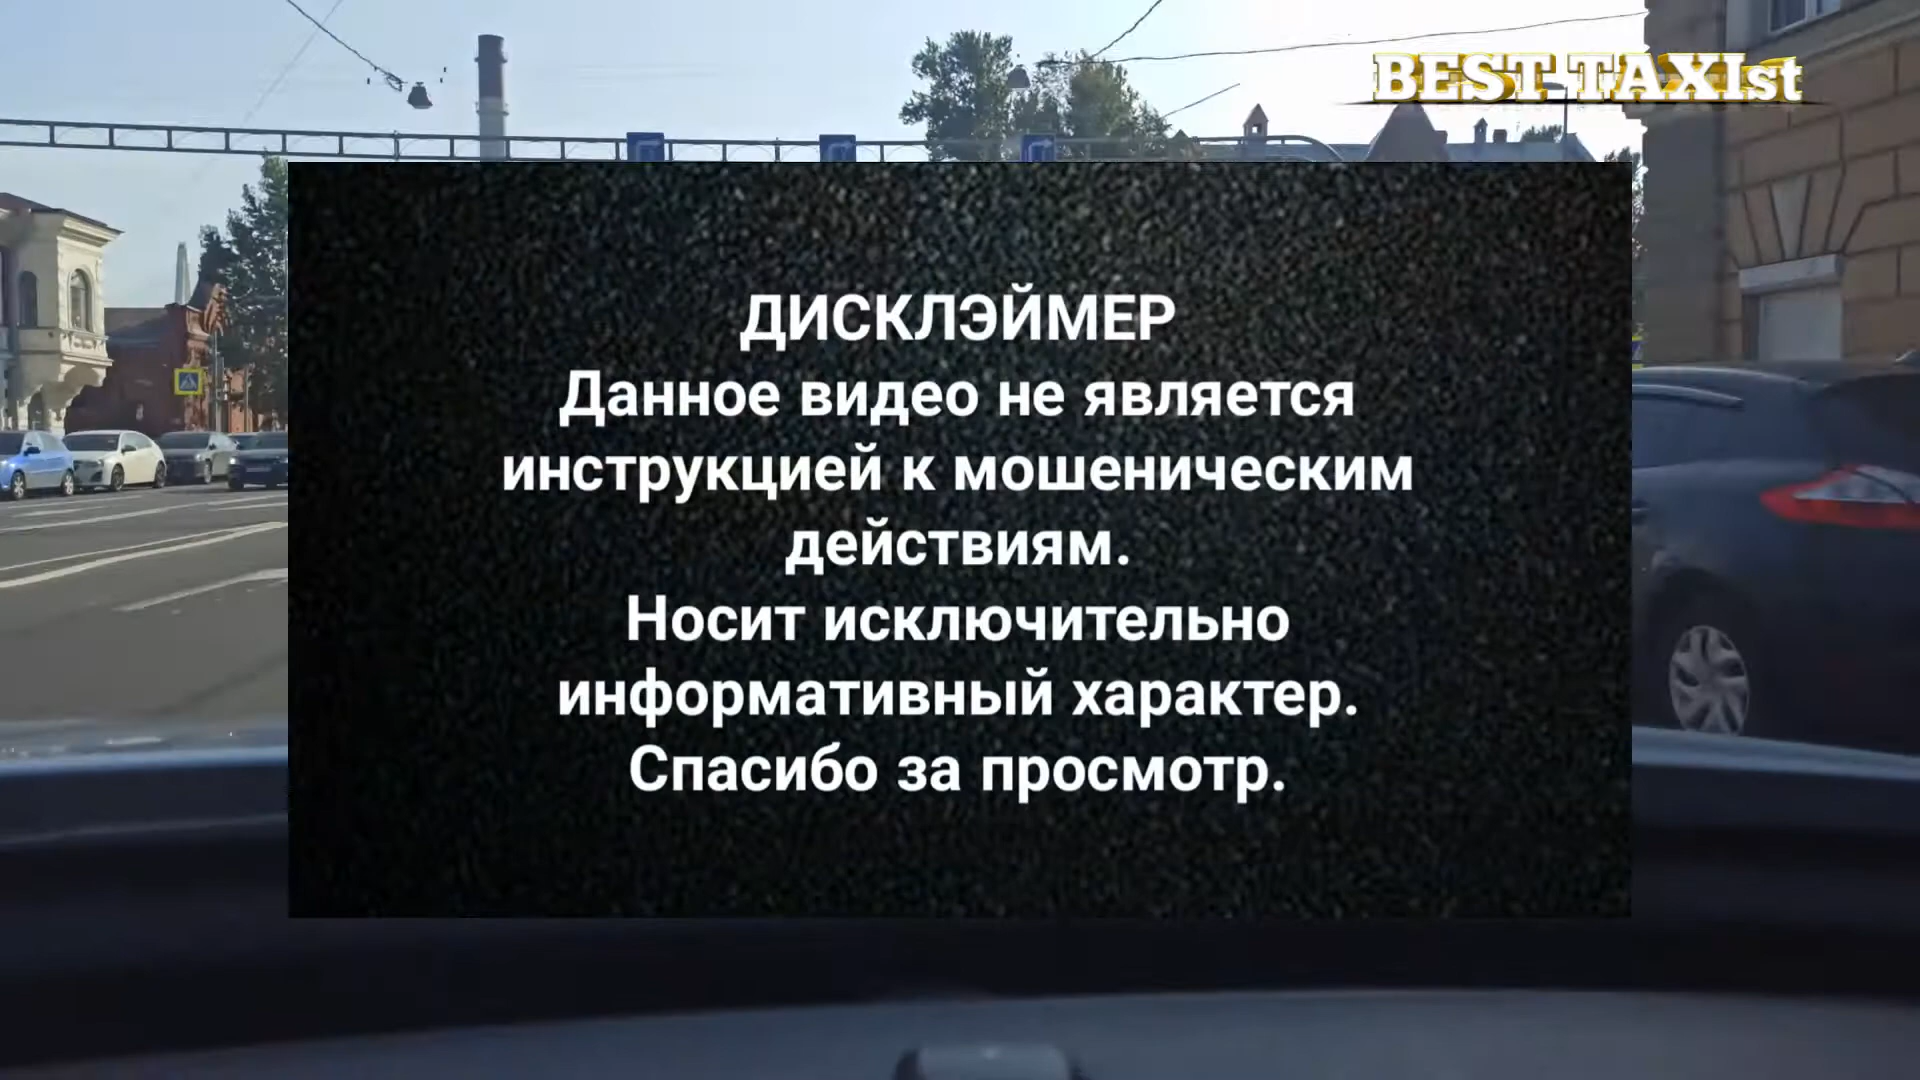 BEST TAXIst
ДИСКЛЭЙМЕР
Данное видео не является
инструкцией к мошеническим
действиям.
Носит исключительно
информативный характер.
Спасибо за просмотр.